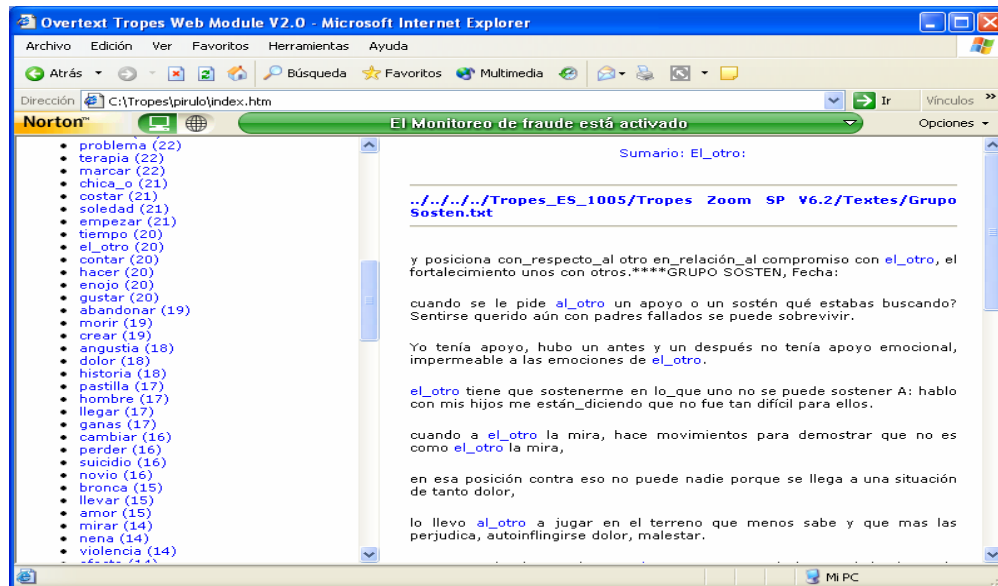 Overtext Tropes Web Module V2.0 - Microsoft Internet Explorer
Archivo Edición Ver Favoritos Herramientas Ayuda
Atrás Búsqueda Favoritos Multimedia
Dirección C:\Tropes\pirulo\index.htm Ir Vínculos »
Norton™ El Monitoreo de fraude está activado Opciones
problema (22)
terapia (22)
marcar (22)
chica_o (21)
costar (21)
soledad (21)
empezar (21)
tiempo (20)
el_otro (20)
contar (20)
hacer (20)
enojo (20)
gustar (20)
abandonar (19)
morir (19)
crear (19)
angustia (18)
dolor (18)
historia (18)
pastilla (17)
hombre (17)
llegar (17)
ganas (17)
cambiar (16)
perder (16)
suicidio (16)
novio (16)
bronca (15)
llevar (15)
amor (15)
mirar (14)
nena (14)
violencia (14)
Sumario: El_otro:
../../../../Tropes_ES_1005/Tropes Zoom SP V6.2/Textes/Grupo
Sosten.txt
y posiciona con_respecto_al otro en_relación_al compromiso con el_otro, el
fortalecimiento unos con otros.****GRUPO SOSTEN, Fecha:
cuando se le pide al_otro un apoyo o un sostén qué estabas buscando?
Sentirse querido aún con padres fallados se puede sobrevivir.
Yo tenía apoyo, hubo un antes y un después no tenía apoyo emocional,
impermeable a las emociones de el_otro.
el_otro tiene que sostenerme en lo_que uno no se puede sostener A: hablo
con mis hijos me están_diciendo que no fue tan difícil para ellos.
cuando a el_otro la mira, hace movimientos para demostrar que no es
como el_otro la mira,
en esa posición contra eso no puede nadie porque se llega a una situación
de tanto dolor,
lo llevo al_otro a jugar en el terreno que menos sabe y que mas las
perjudica, autoinflingirse dolor, malestar.
Mi PC